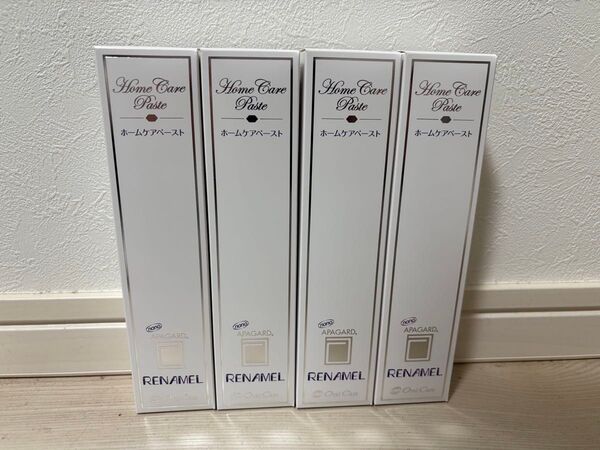 Home Care
Paste
ホームケアペースト
nano
APAGARD
RENAMEL
Oral Care
Home Care
Paste
ホームケアペースト
nano
APAGARD
RENAMEL
Oral Care
Home Care
Paste
ホームケアペースト
nano
APAGARD
RENAMEL
Oral Care
Home Care
Paste
ホームケアペースト
nano
APAGARD
RENAMEL
Oral Care